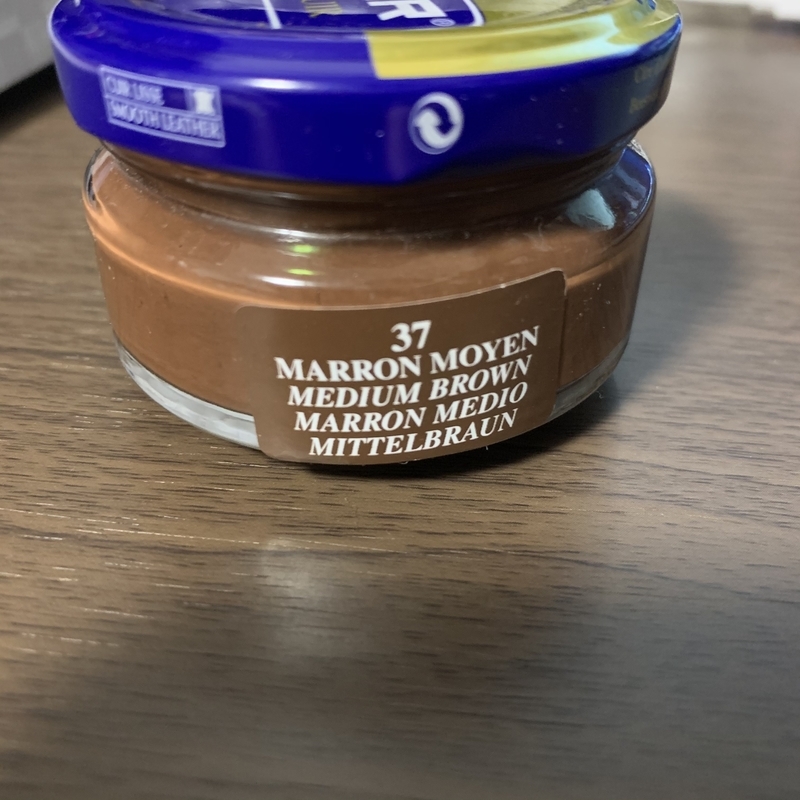 R®
CUIR LISSE
SMOOTH LEATHER
37
MARRON MOYEN
MEDIUM BROWN
MARRON MEDIO
MITTELBRAUN